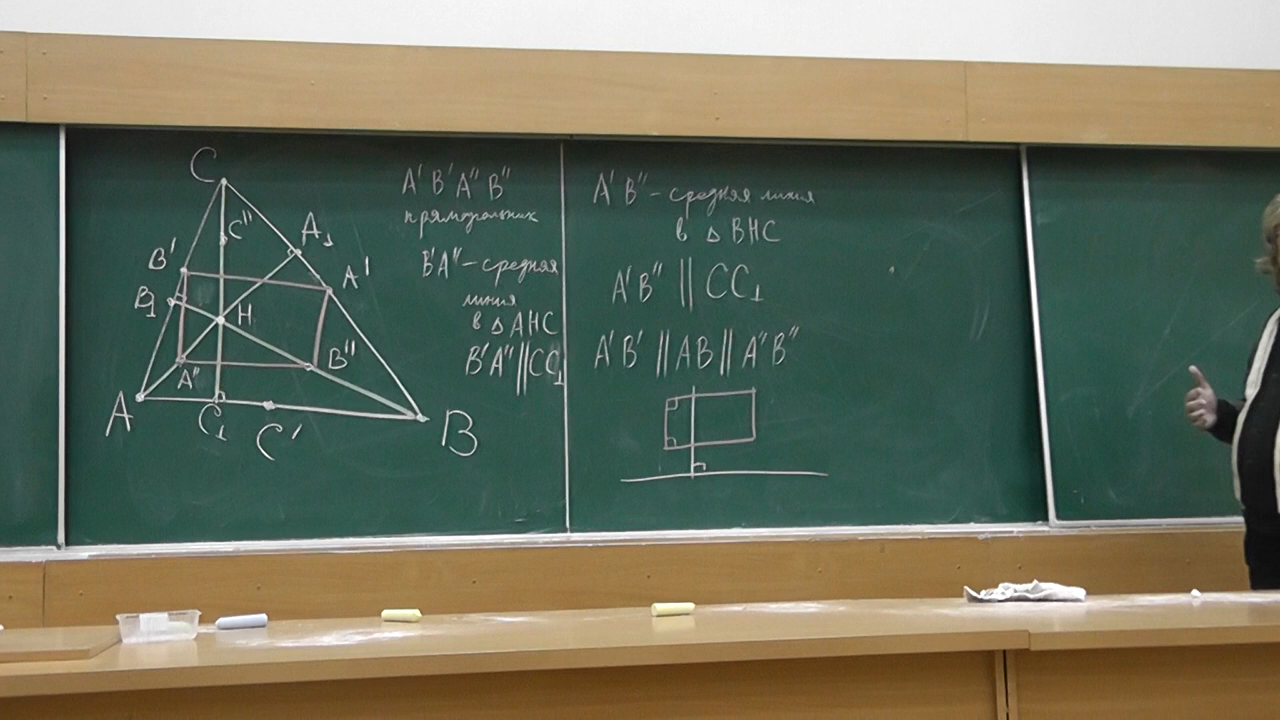 C
C''
A₁
B'
A'
B₁
H
A''
B''
A
C₁
C'
B
A'B'A''B''
прямоугольник
B'A'' – средняя
линия
в △ AHC
B'A'' || CC₁
A'B'' – средняя линия
в △ BHC
A'B'' || CC₁
A'B' || AB || A''B''